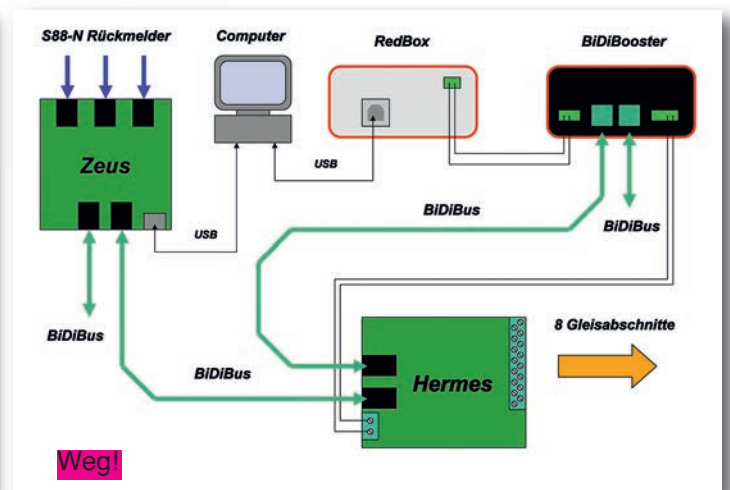 S88-N Rückmelder
Computer
RedBox
BiDiBooster
Zeus
USB
USB
BiDiBus
BiDiBus
BiDiBus
BiDiBus
8 Gleisabschnitte
Hermes
Weg!